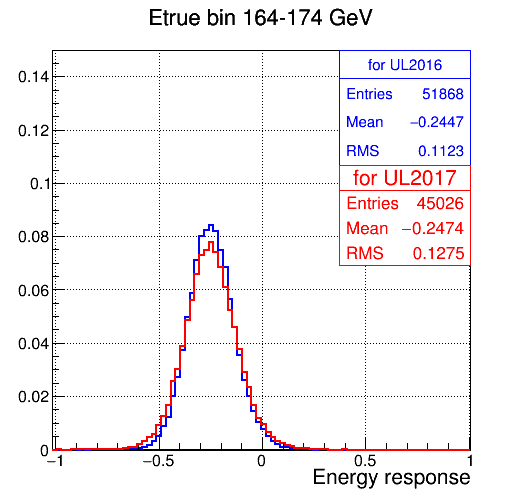 Etrue bin 164-174 GeV
for UL2016
Entries 51868
Mean −0.2447
RMS 0.1123
for UL2017
Entries 45026
Mean −0.2474
RMS 0.1275
0.14
0.12
0.1
0.08
0.06
0.04
0.02
0
−1 −0.5 0 0.5 1
Energy response